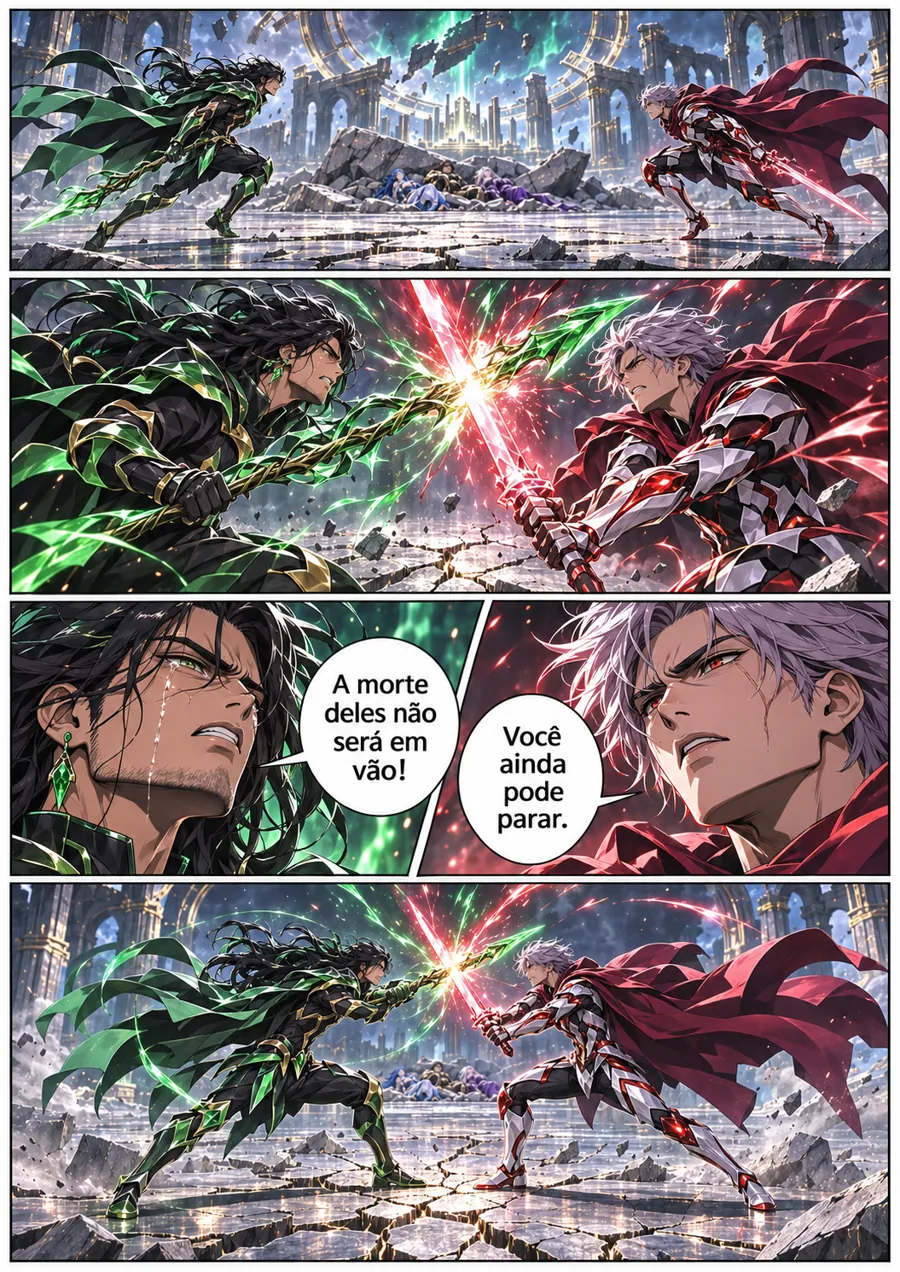 A morte
deles não
será em
vão!
Você
ainda
pode
parar.